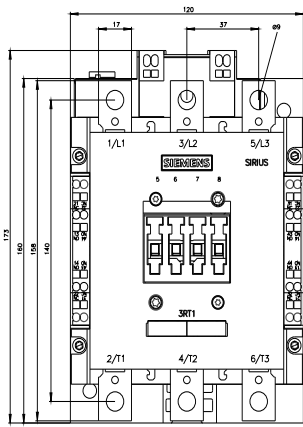 120
17
37
ø9
1/L1
3/L2
5/L3
SIEMENS
SIRIUS
5 6 7 8
173
160
158
140
3RT1
2/T1
4/T2
6/T3